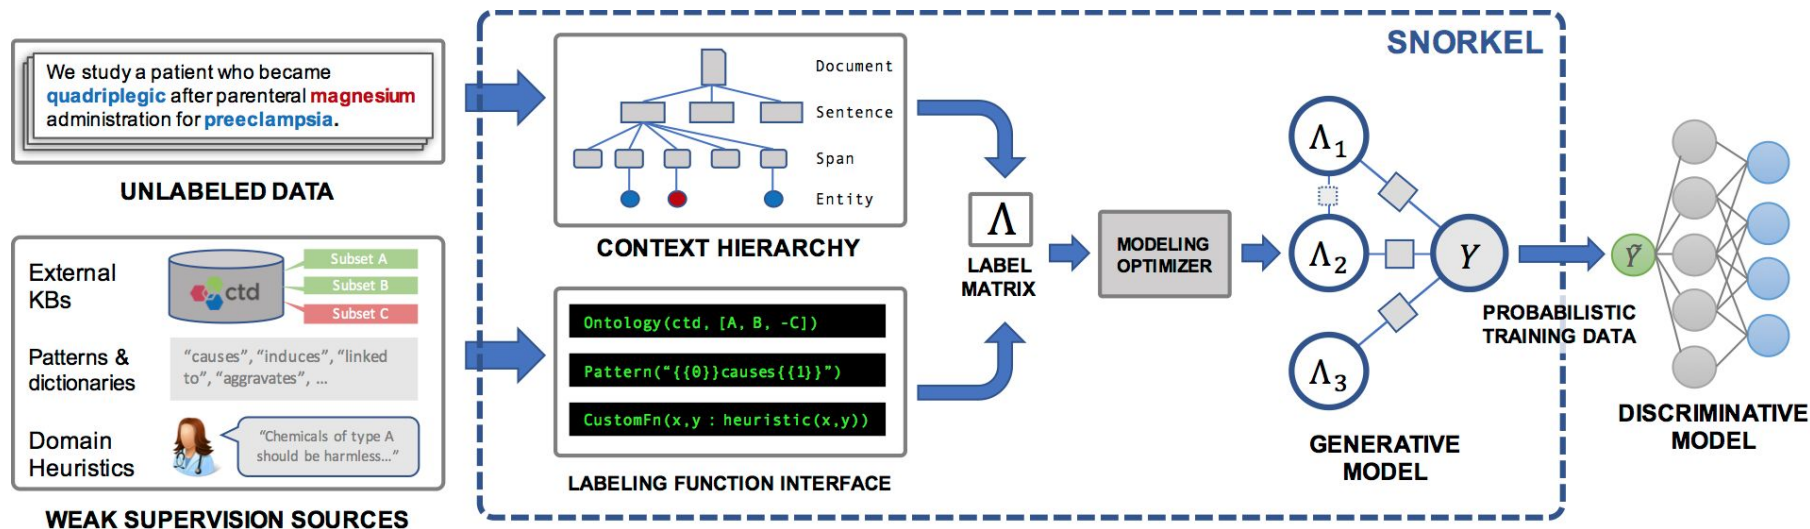 SNORKEL
We study a patient who became
quadriplegic after parenteral magnesium
administration for preeclampsia.
UNLABELED DATA
External
KBs
ctd
Subset A
Subset B
Subset C
Patterns &
dictionaries
“causes”, “induces”, “linked
to”, “aggravates”, ...
Domain
Heuristics
“Chemicals of type A
should be harmless...”
WEAK SUPERVISION SOURCES
Document
Sentence
Span
Entity
CONTEXT HIERARCHY
Ontology(ctd, [A, B, -C])
Pattern(“{{0}}causes{{1}}”)
CustomFn(x,y : heuristic(x,y))
LABELING FUNCTION INTERFACE
Λ
LABEL
MATRIX
MODELING
OPTIMIZER
Λ1
Λ2
Λ3
Y
GENERATIVE
MODEL
PROBABILISTIC
TRAINING DATA
Ỹ
DISCRIMINATIVE
MODEL